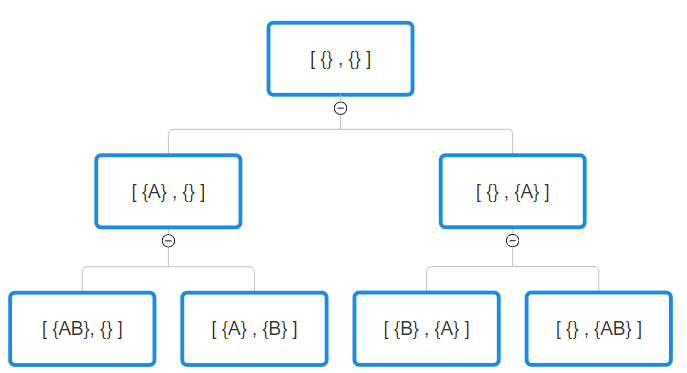 [ {} , {} ]
[ {A} , {} ]
[ {} , {A} ]
[ {AB}, {} ]
[ {A} , {B} ]
[ {B} , {A} ]
[ {} , {AB} ]